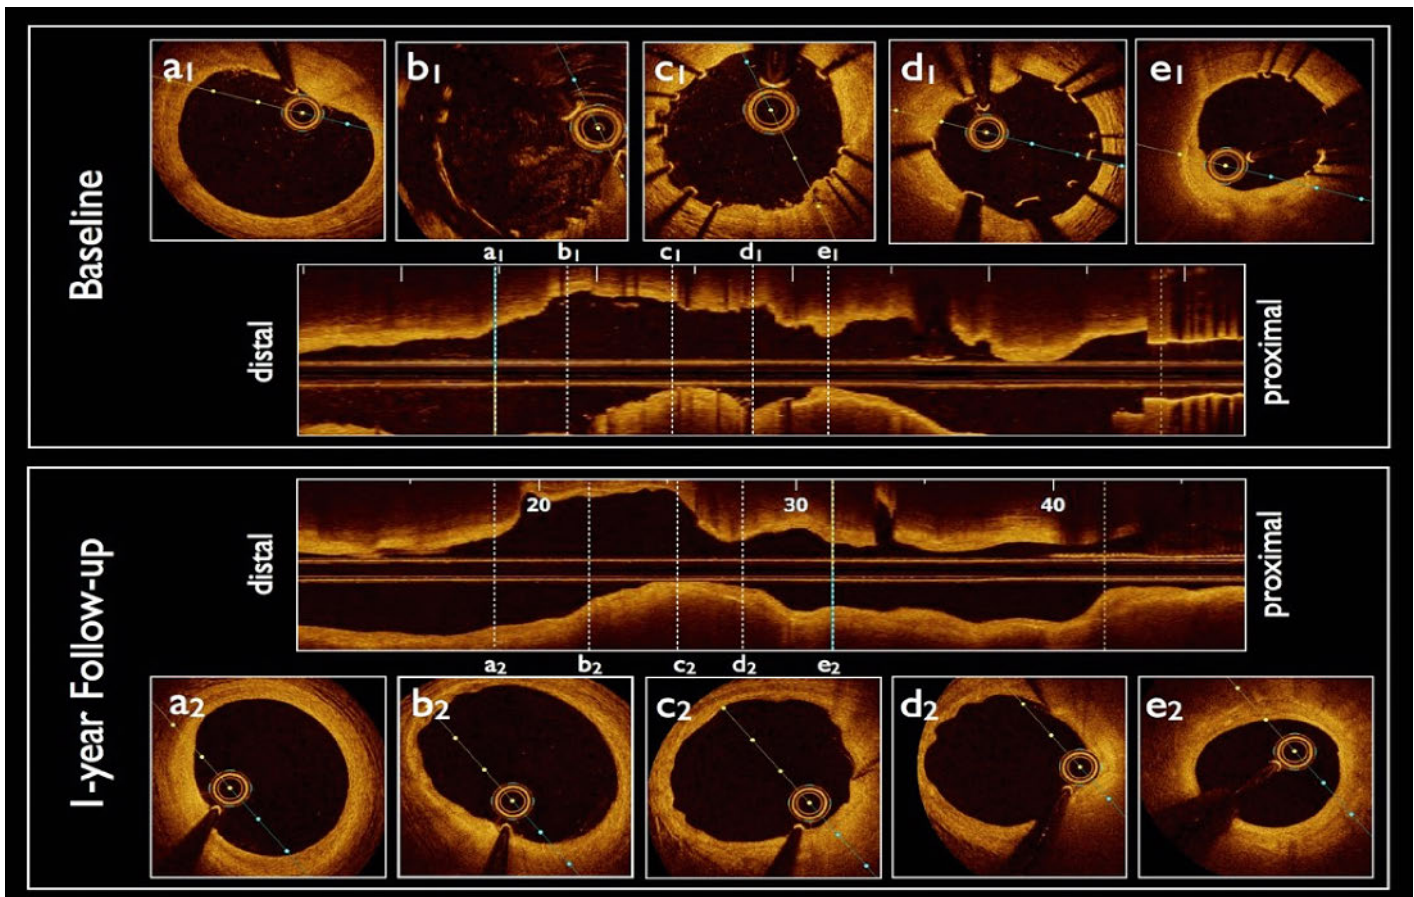 Baseline
a1 b1 c1 d1 e1
a1 b1 c1 d1 e1
distal
proximal
1-year Follow-up
20 30 40
distal
proximal
a2 b2 c2 d2 e2
a2 b2 c2 d2 e2